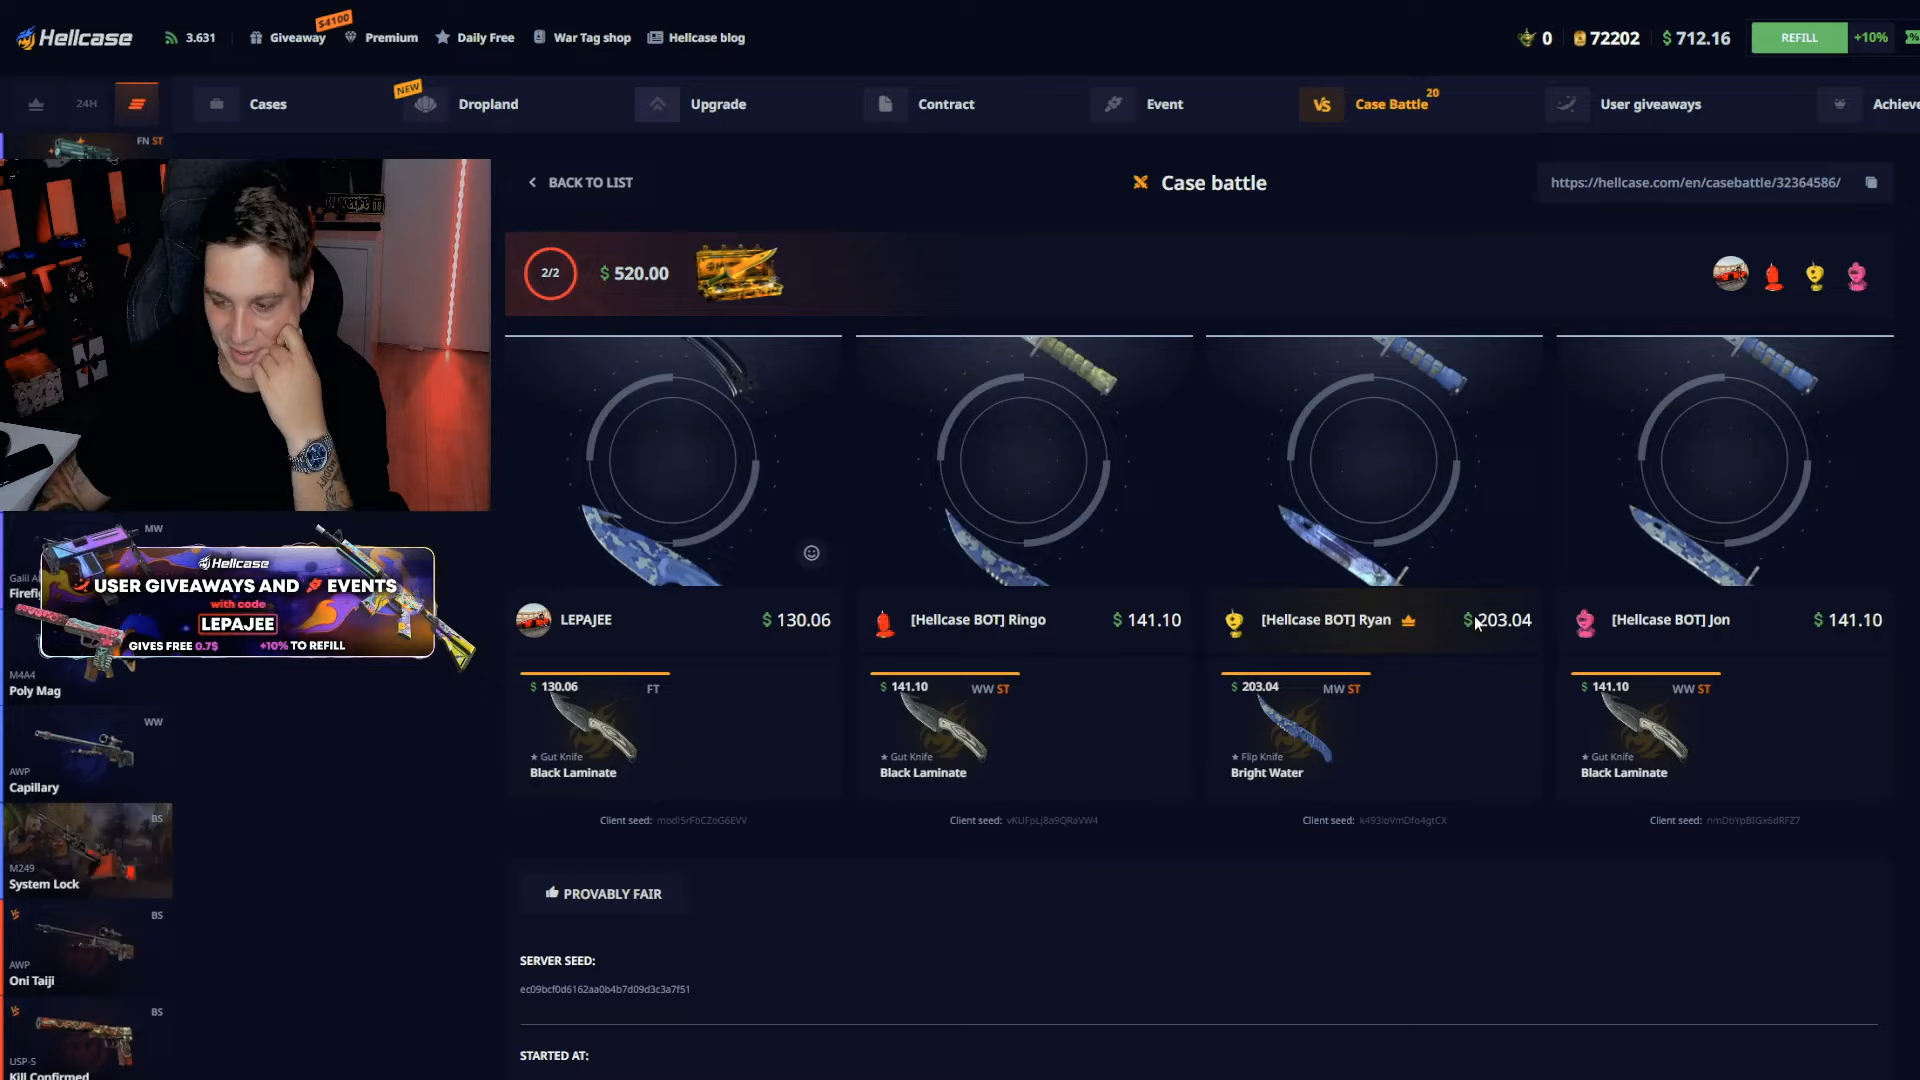 Hellcase
3.631
Giveaway
$4100
Premium
Daily Free
War Tag shop
Hellcase blog
0
72202
$ 712.16
REFILL
+10%
24H
Cases
NEW
Dropland
Upgrade
Contract
Event
VS
Case Battle
20
User giveaways
Achieve
FN ST
BACK TO LIST
Case battle
https://hellcase.com/en/casebattle/32364586/
2/2
$ 520.00
LEPAJEE
$ 130.06
[Hellcase BOT] Ringo
$ 141.10
[Hellcase BOT] Ryan
$ 203.04
[Hellcase BOT] Jon
$ 141.10
$ 130.06
FT
★ Gut Knife
Black Laminate
$ 141.10
WW ST
★ Gut Knife
Black Laminate
$ 203.04
MW ST
★ Flip Knife
Bright Water
$ 141.10
WW ST
★ Gut Knife
Black Laminate
Client seed:
Client seed:
Client seed:
Client seed:
PROVABLY FAIR
SERVER SEED:
ec09bcf0d6162aa0b4b7d09d3c3a7f51
STARTED AT:
MW
Hellcase
USER GIVEAWAYS AND EVENTS
with code
LEPAJEE
GIVES FREE 0.7$ +10% TO REFILL
M4A4
Poly Mag
WW
AWP
Capillary
BS
M249
System Lock
BS
AWP
Oni Taiji
BS
USP-S
Kill Confirmed